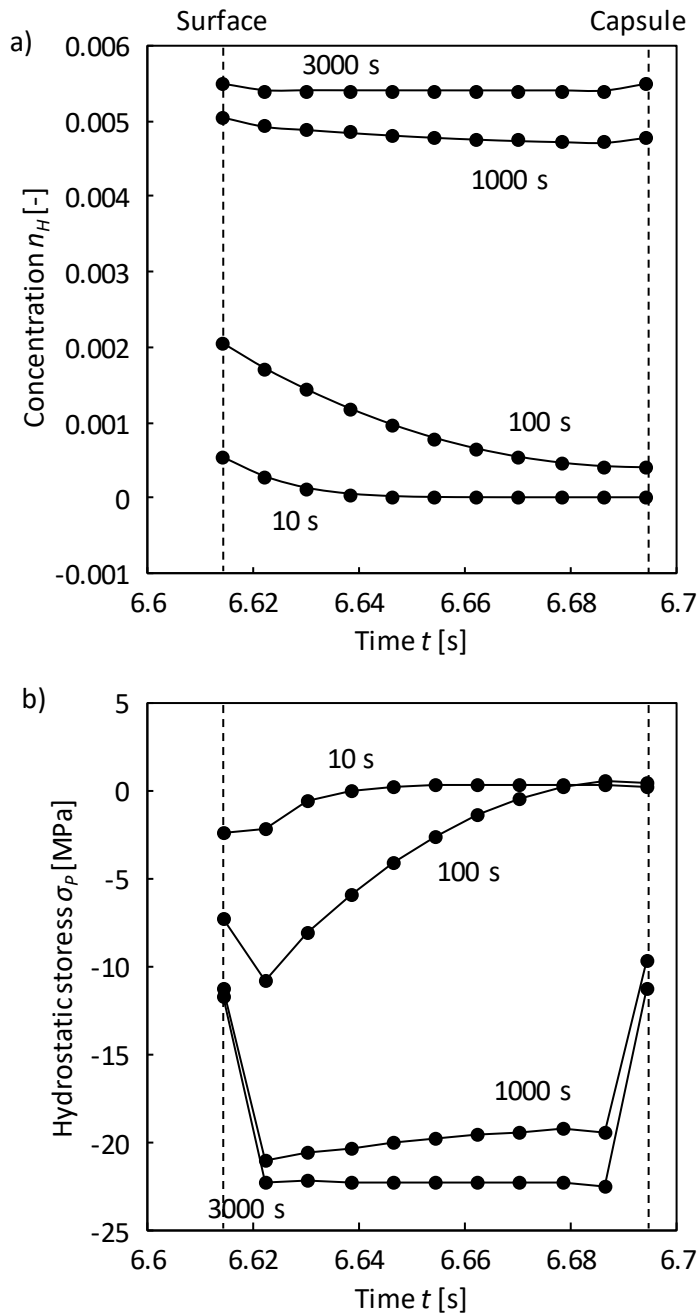 Surface Capsule
a)
0.006
3000 s
0.005
1000 s
0.004
0.003
0.002
100 s
0.001
0
10 s
-0.001
Concentration n_H [-]
6.6 6.62 6.64 6.66 6.68 6.7
Time t [s]
b)
5
10 s
0
100 s
-5
-10
-15
1000 s
-20
3000 s
-25
Hydrostatic storess σ_P [MPa]
6.6 6.62 6.64 6.66 6.68 6.7
Time t [s]